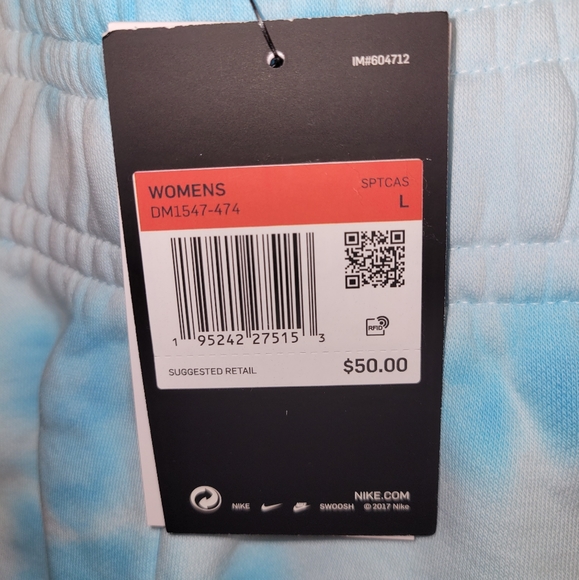 IM#604712
WOMENS SPTCAS
DM1547-474 L
1 95242 27515 3
RFID
SUGGESTED RETAIL $50.00
NIKE SWOOSH NIKE.COM
© 2017 Nike